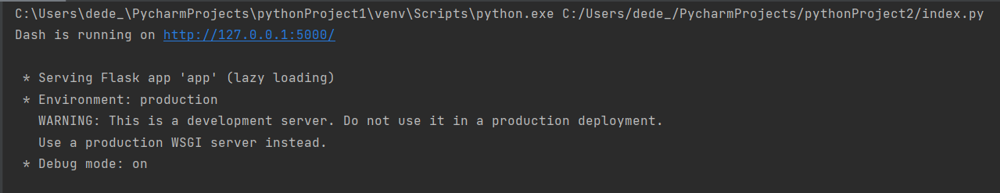 C:\Users\dede_\PycharmProjects\pythonProject1\venv\Scripts\python.exe C:/Users/dede_/PycharmProjects/pythonProject2/index.py
Dash is running on http://127.0.0.1:5000/
* Serving Flask app 'app' (lazy loading)
* Environment: production
WARNING: This is a development server. Do not use it in a production deployment.
Use a production WSGI server instead.
* Debug mode: on